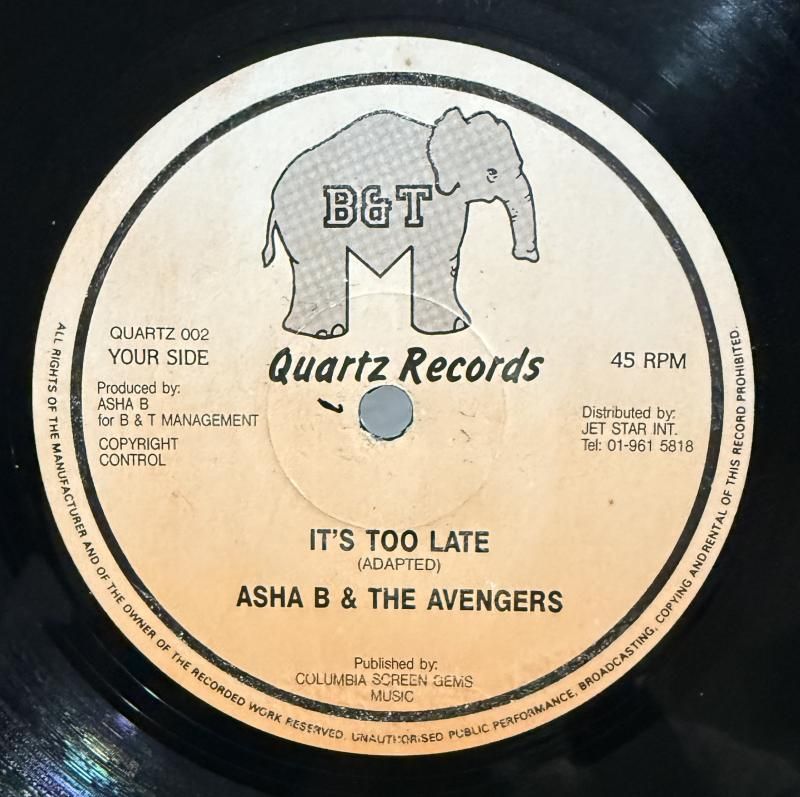 B&T
M
Quartz Records
QUARTZ 002
YOUR SIDE
Produced by:
ASHA B
for B & T MANAGEMENT
COPYRIGHT
CONTROL
45 RPM
Distributed by:
JET STAR INT.
Tel: 01-961 5818
IT'S TOO LATE
(ADAPTED)
ASHA B & THE AVENGERS
Published by:
COLUMBIA SCREEN GEMS
MUSIC
ALL RIGHTS OF THE MANUFACTURER AND OF THE OWNER OF THE RECORDED WORK RESERVED. UNAUTHORISED PUBLIC PERFORMANCE, BROADCASTING, COPYING ANDRENTAL OF THIS RECORD PROHIBITED.